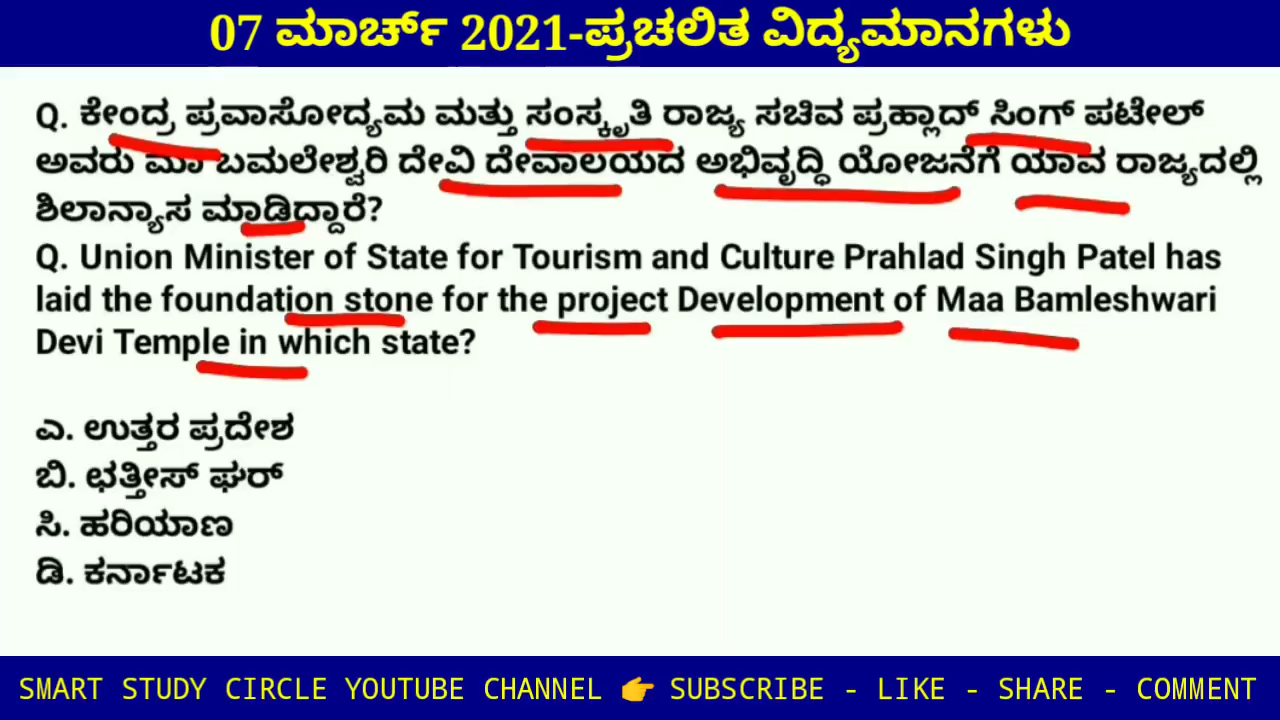 07 ಮಾರ್ಚ್ 2021-ಪ್ರಚಲಿತ ವಿದ್ಯಮಾನಗಳು
Q. ಕೇಂದ್ರ ಪ್ರವಾಸೋದ್ಯಮ ಮತ್ತು ಸಂಸ್ಕೃತಿ ರಾಜ್ಯ ಸಚಿವ ಪ್ರಹ್ಲಾದ್ ಸಿಂಗ್ ಪಟೇಲ್
ಅವರು ಮಾ ಬಮಲೇಶ್ವರಿ ದೇವಿ ದೇವಾಲಯದ ಅಭಿವೃದ್ಧಿ ಯೋಜನೆಗೆ ಯಾವ ರಾಜ್ಯದಲ್ಲಿ
ಶಿಲಾನ್ಯಾಸ ಮಾಡಿದ್ದಾರೆ?
Q. Union Minister of State for Tourism and Culture Prahlad Singh Patel has
laid the foundation stone for the project Development of Maa Bamleshwari
Devi Temple in which state?
ಎ. ಉತ್ತರ ಪ್ರದೇಶ
ಬಿ. ಛತ್ತೀಸ್ ಘರ್
ಸಿ. ಹರಿಯಾಣ
ಡಿ. ಕರ್ನಾಟಕ
SMART STUDY CIRCLE YOUTUBE CHANNEL 👉 SUBSCRIBE - LIKE - SHARE - COMMENT